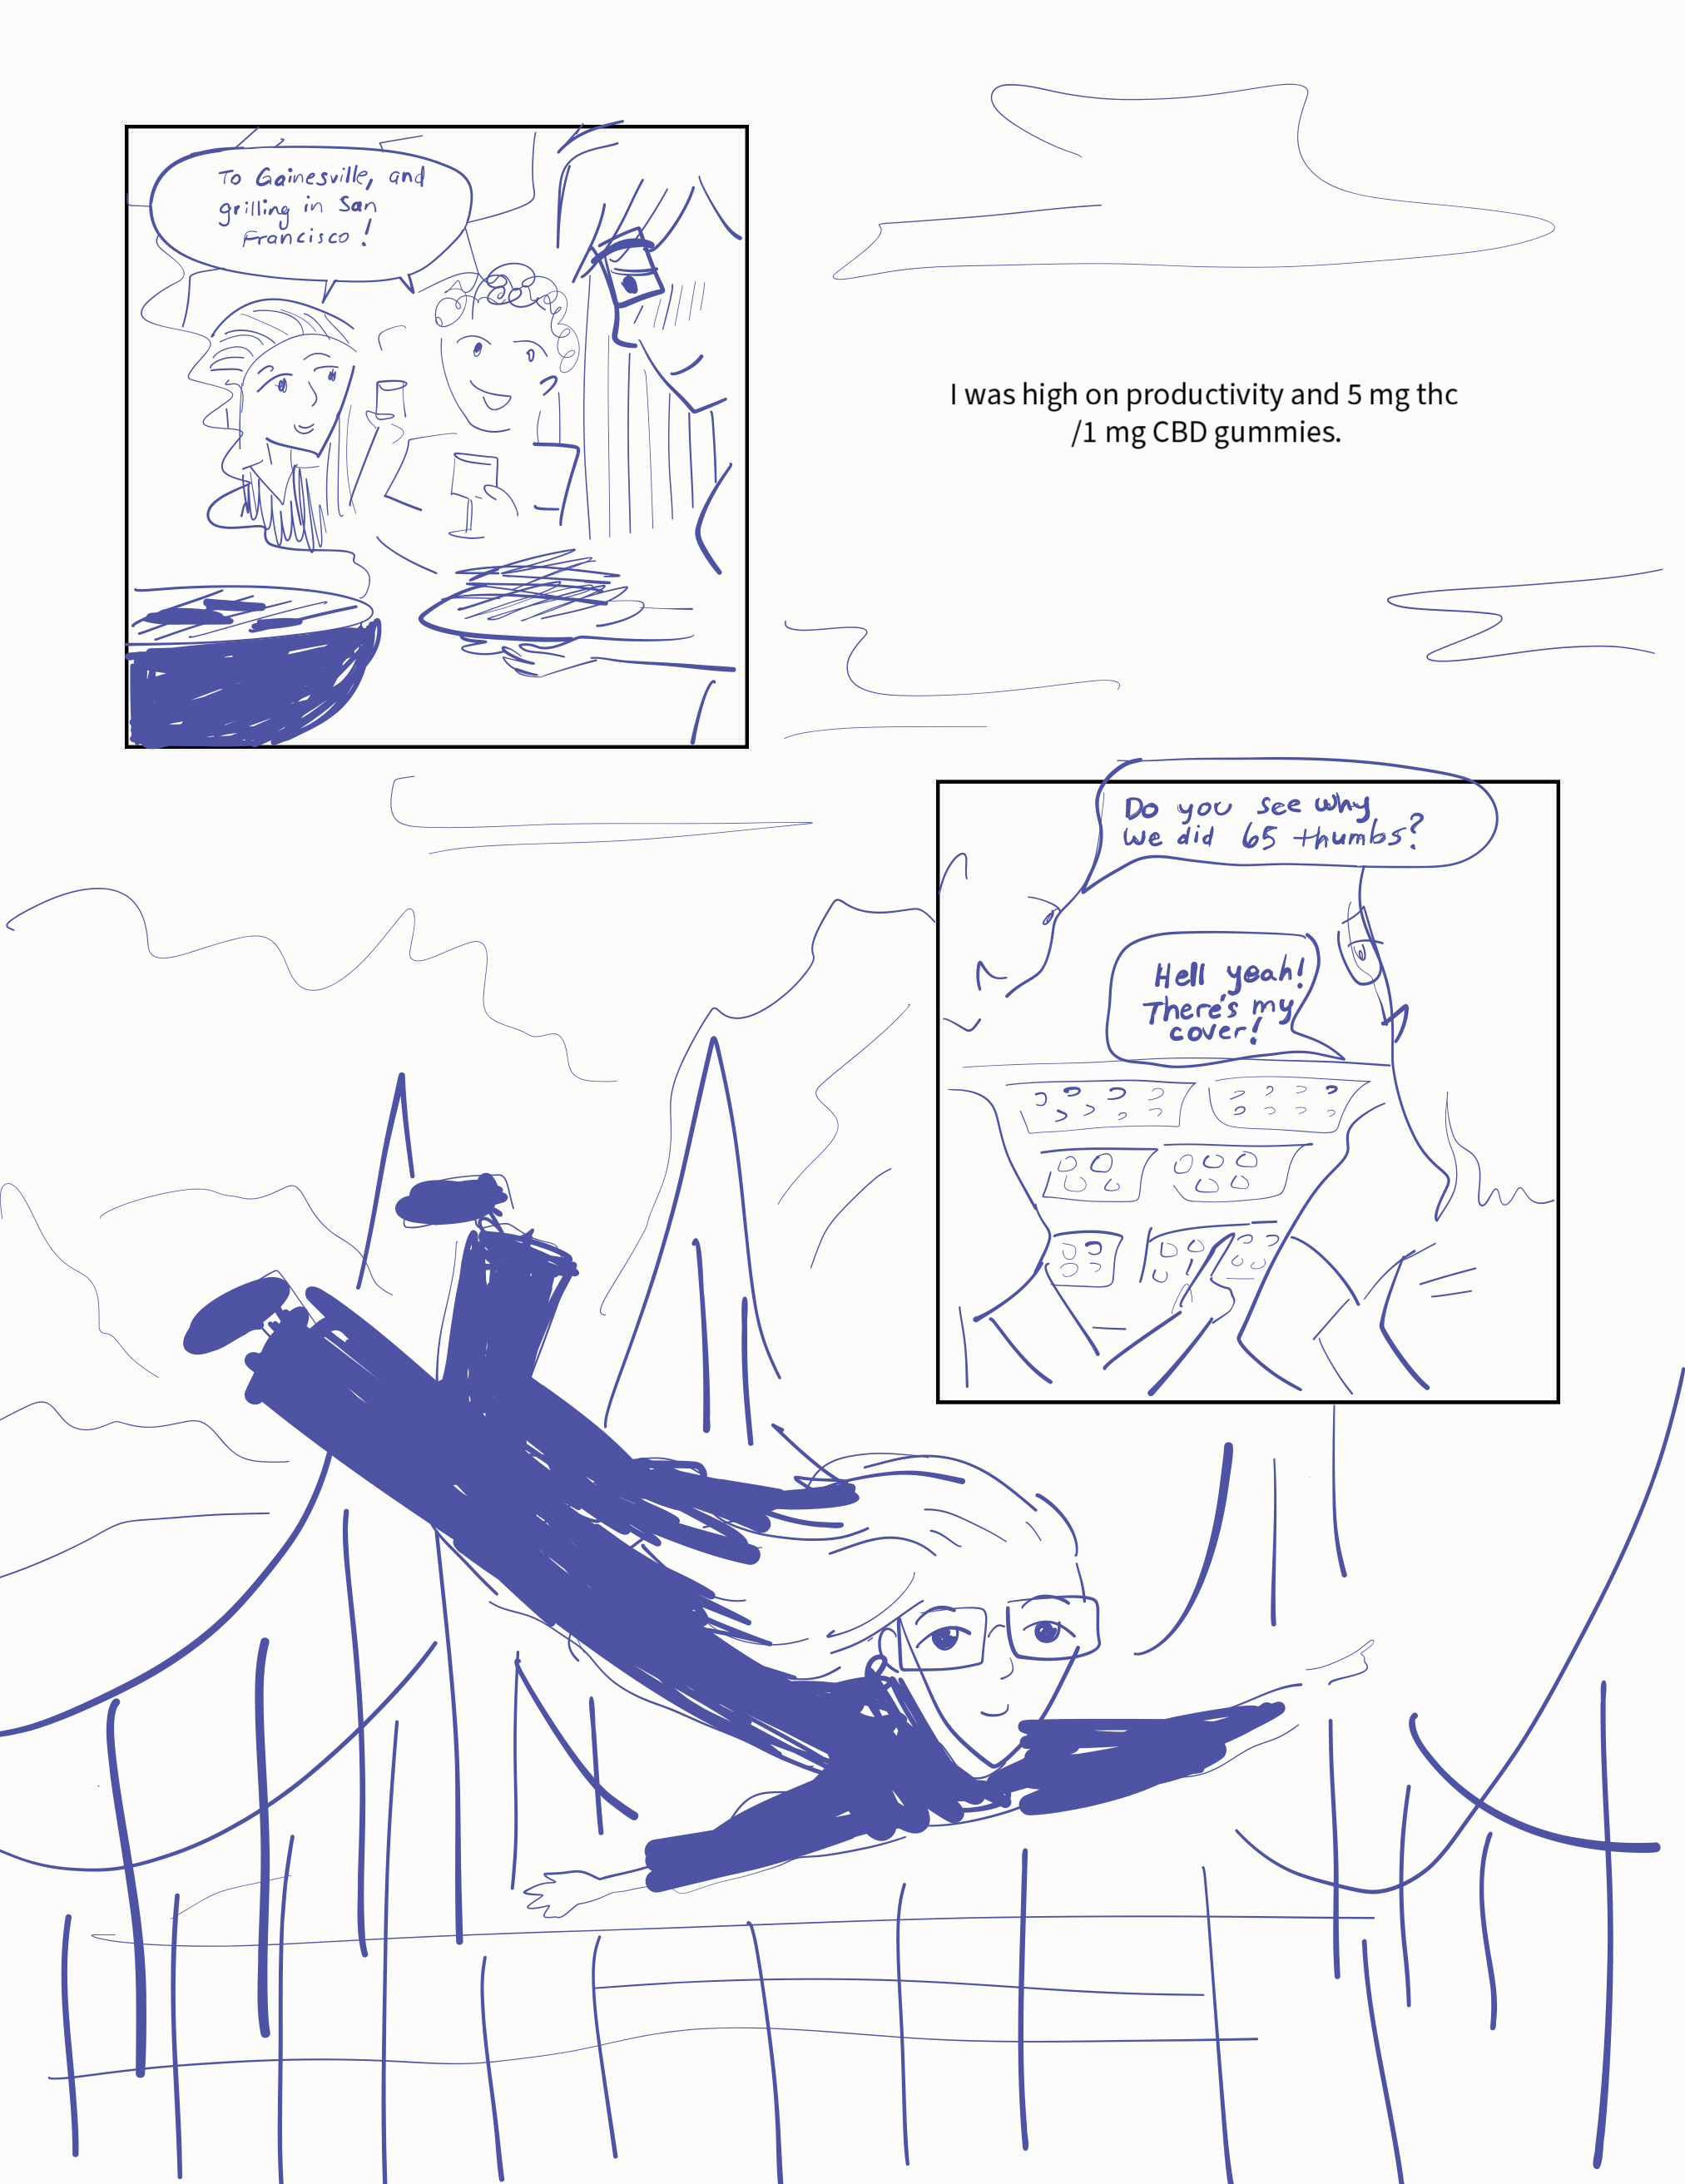 To Gainesville, and
grilling in San
Francisco!
I was high on productivity and 5 mg thc
/1 mg CBD gummies.
Do you see why
we did 65 thumbs?
Hell yeah!
There's my
cover!